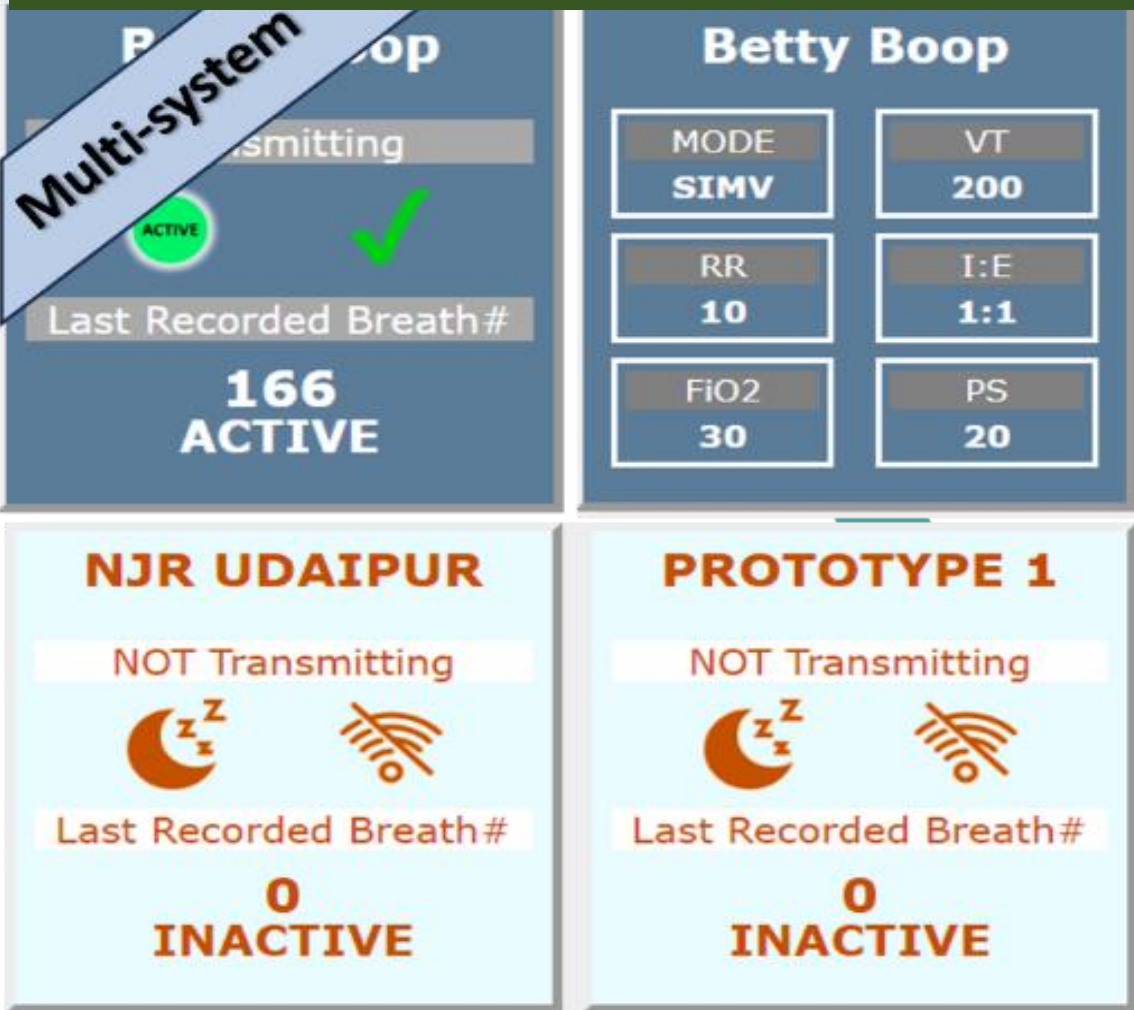 Multi-system
B oop
smitting
ACTIVE
Last Recorded Breath#
166
ACTIVE
Betty Boop
MODE
SIMV
VT
200
RR
10
I:E
1:1
FiO2
30
PS
20
NJR UDAIPUR
NOT Transmitting
z z Z
Last Recorded Breath#
0
INACTIVE
PROTOTYPE 1
NOT Transmitting
z z Z
Last Recorded Breath#
0
INACTIVE